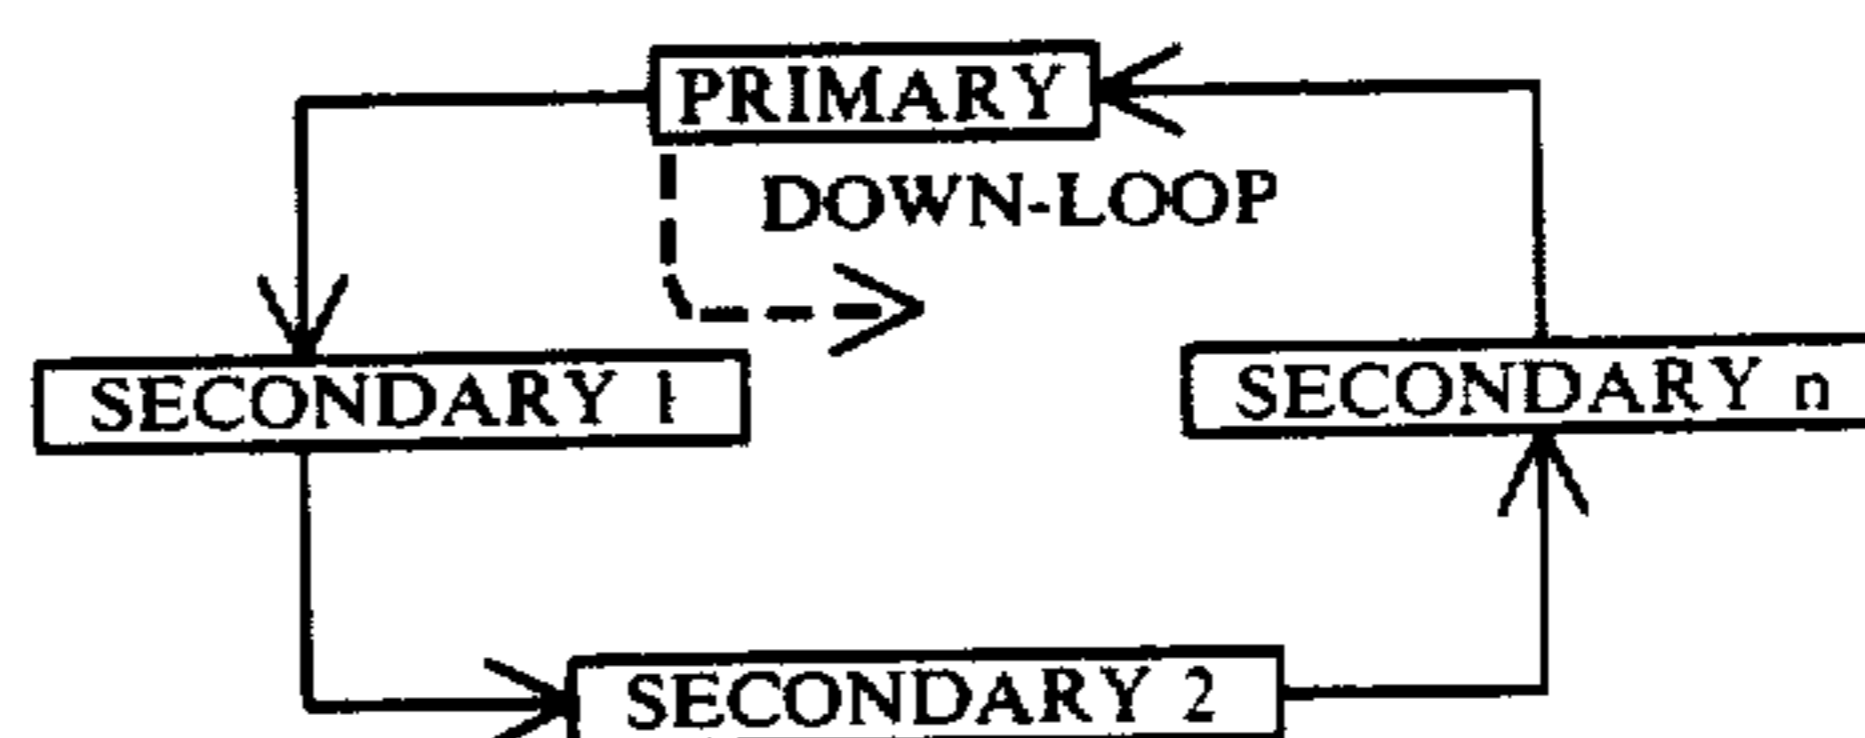 PRIMARY
DOWN-LOOP
SECONDARY 1
SECONDARY n
SECONDARY 2